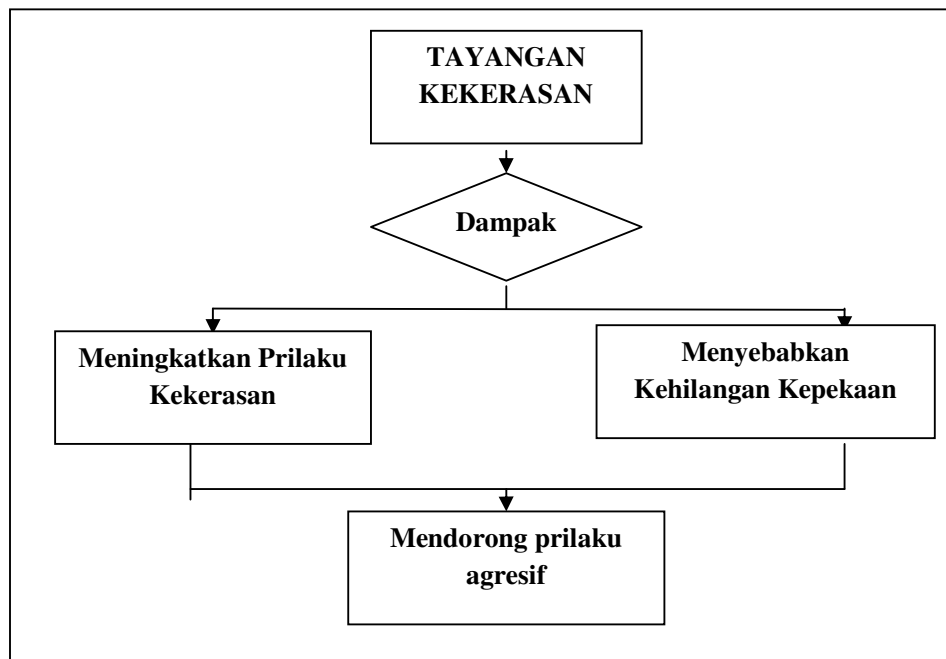 TAYANGAN
KEKERASAN
Dampak
Meningkatkan Prilaku
Kekerasan
Menyebabkan
Kehilangan Kepekaan
Mendorong prilaku
agresif